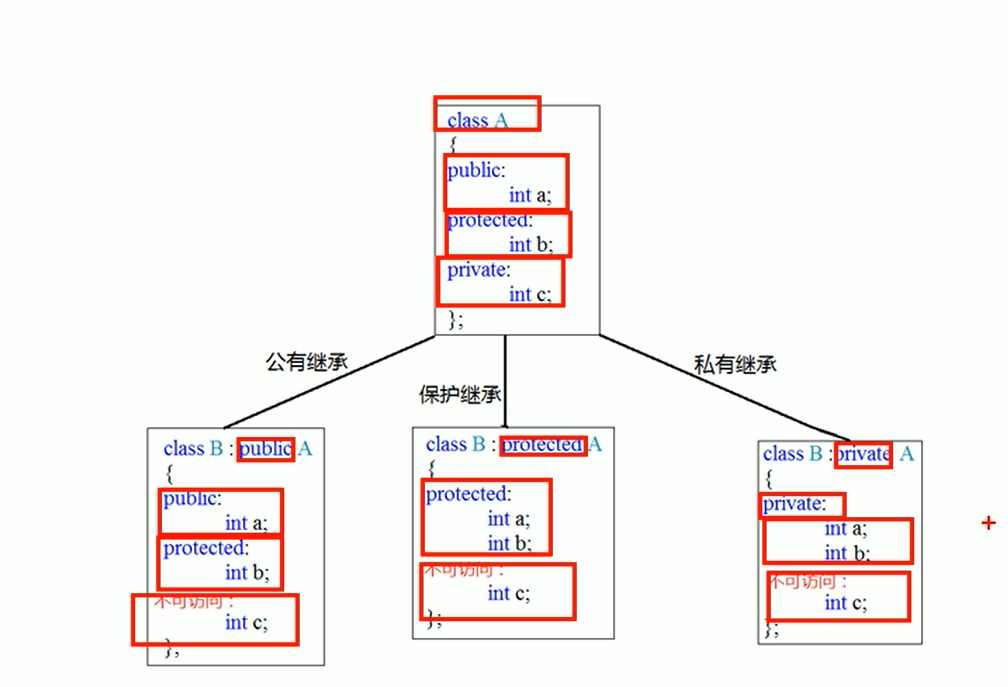 class A
{
public:
int a;
protected:
int b;
private:
int c;
};
公有继承
保护继承
私有继承
class B : public A
{
public:
int a;
protected:
int b;
不可访问：
int c;
};
class B : protected A
{
protected:
int a;
int b;
不可访问：
int c;
};
class B : private A
{
private:
int a;
int b;
不可访问：
int c;
};